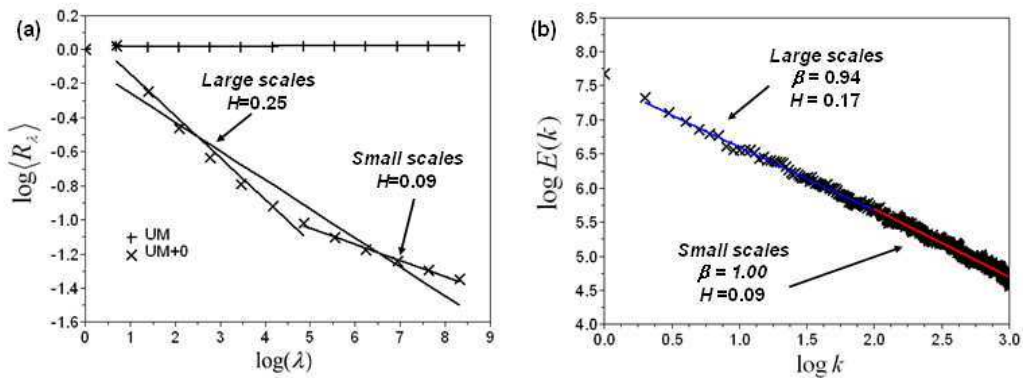 (a)
0.2
0.0
-0.2
-0.4
-0.6
-0.8
-1.0
-1.2
-1.4
-1.6
log⟨R_λ⟩
Large scales
H=0.25
Small scales
H=0.09
+ UM
× UM+0
0 1 2 3 4 5 6 7 8 9
log(λ)
(b)
8.5
8.0
7.5
7.0
6.5
6.0
5.5
5.0
4.5
4.0
log E(k)
Large scales
β = 0.94
H = 0.17
Small scales
β = 1.00
H =0.09
0.0 0.5 1.0 1.5 2.0 2.5 3.0
log k